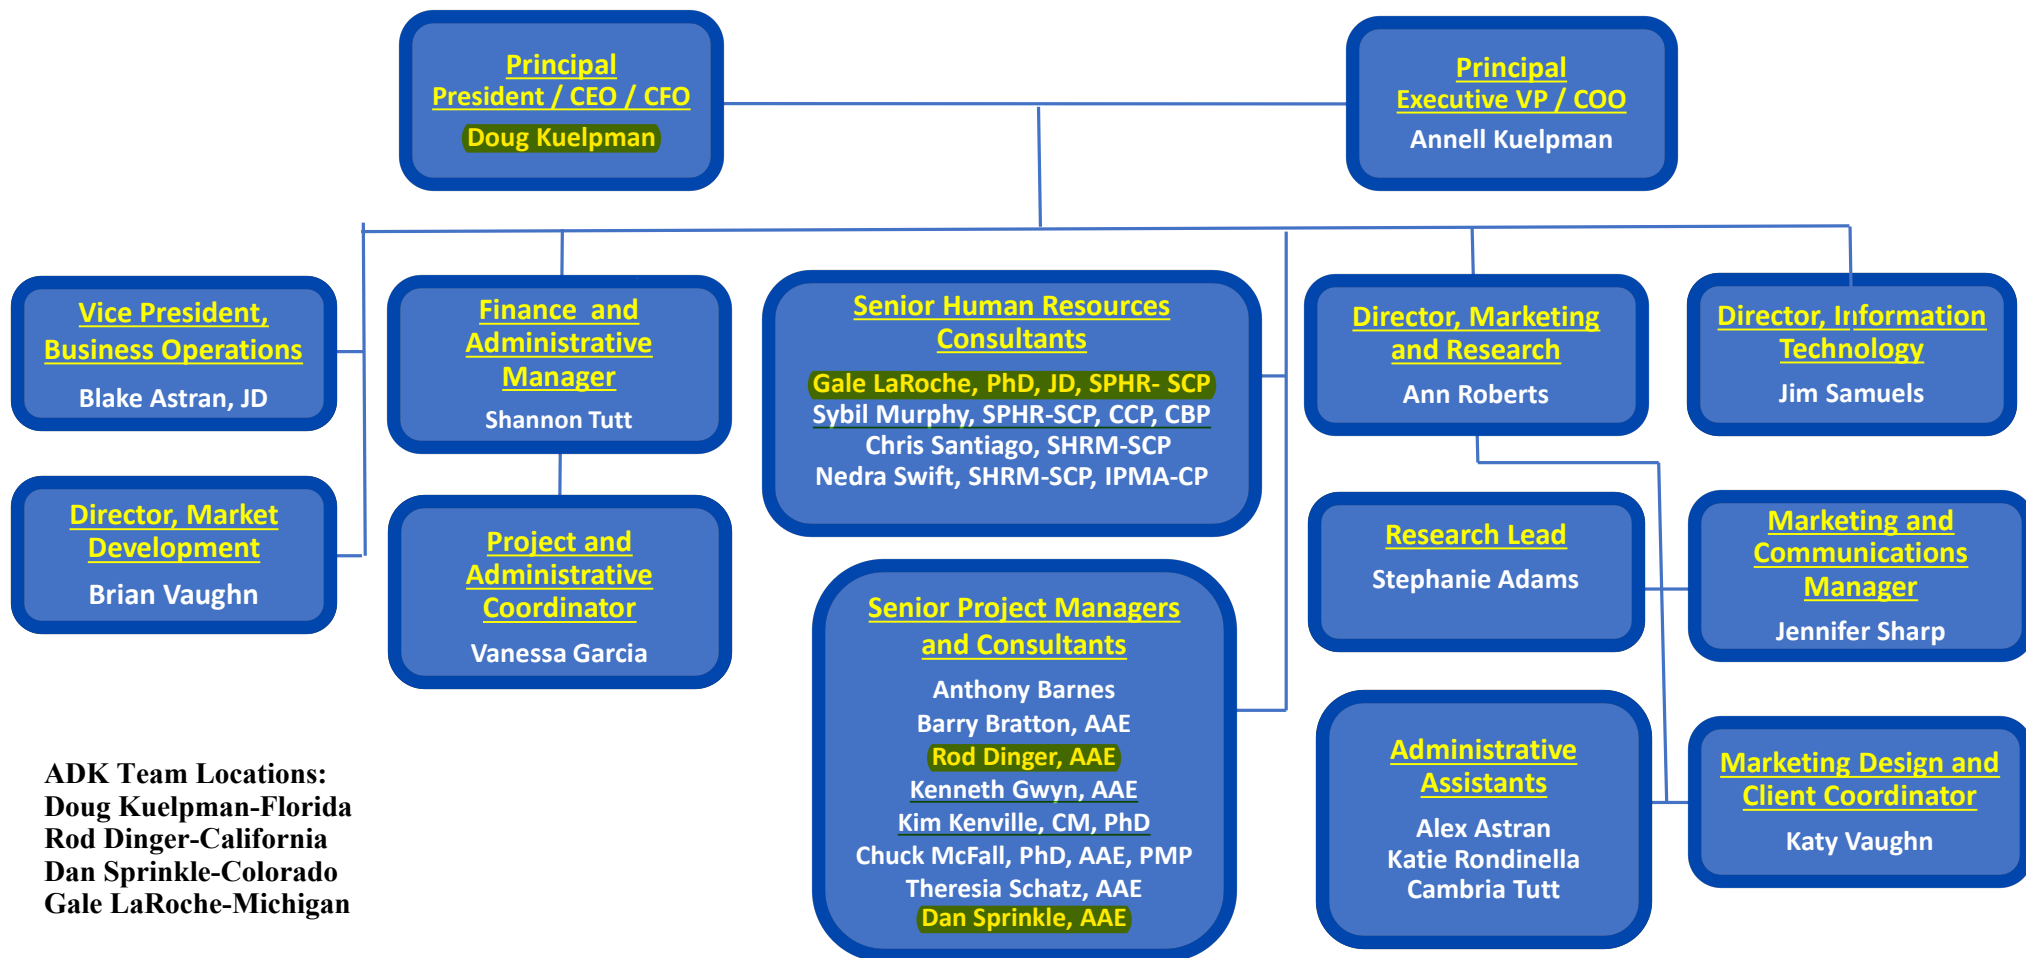 Principal
President / CEO / CFO
Doug Kuelpman
Principal
Executive VP / COO
Annell Kuelpman
Vice President,
Business Operations
Blake Astran, JD
Finance and
Administrative
Manager
Shannon Tutt
Senior Human Resources
Consultants
Gale LaRoche, PhD, JD, SPHR- SCP
Sybil Murphy, SPHR-SCP, CCP, CBP
Chris Santiago, SHRM-SCP
Nedra Swift, SHRM-SCP, IPMA-CP
Director, Marketing
and Research
Ann Roberts
Director, Information
Technology
Jim Samuels
Director, Market
Development
Brian Vaughn
Project and
Administrative
Coordinator
Vanessa Garcia
Senior Project Managers
and Consultants
Anthony Barnes
Barry Bratton, AAE
Rod Dinger, AAE
Kenneth Gwyn, AAE
Kim Kenville, CM, PhD
Chuck McFall, PhD, AAE, PMP
Theresia Schatz, AAE
Dan Sprinkle, AAE
Research Lead
Stephanie Adams
Marketing and
Communications
Manager
Jennifer Sharp
Administrative
Assistants
Alex Astran
Katie Rondinella
Cambria Tutt
Marketing Design and
Client Coordinator
Katy Vaughn
ADK Team Locations:
Doug Kuelpman-Florida
Rod Dinger-California
Dan Sprinkle-Colorado
Gale LaRoche-Michigan